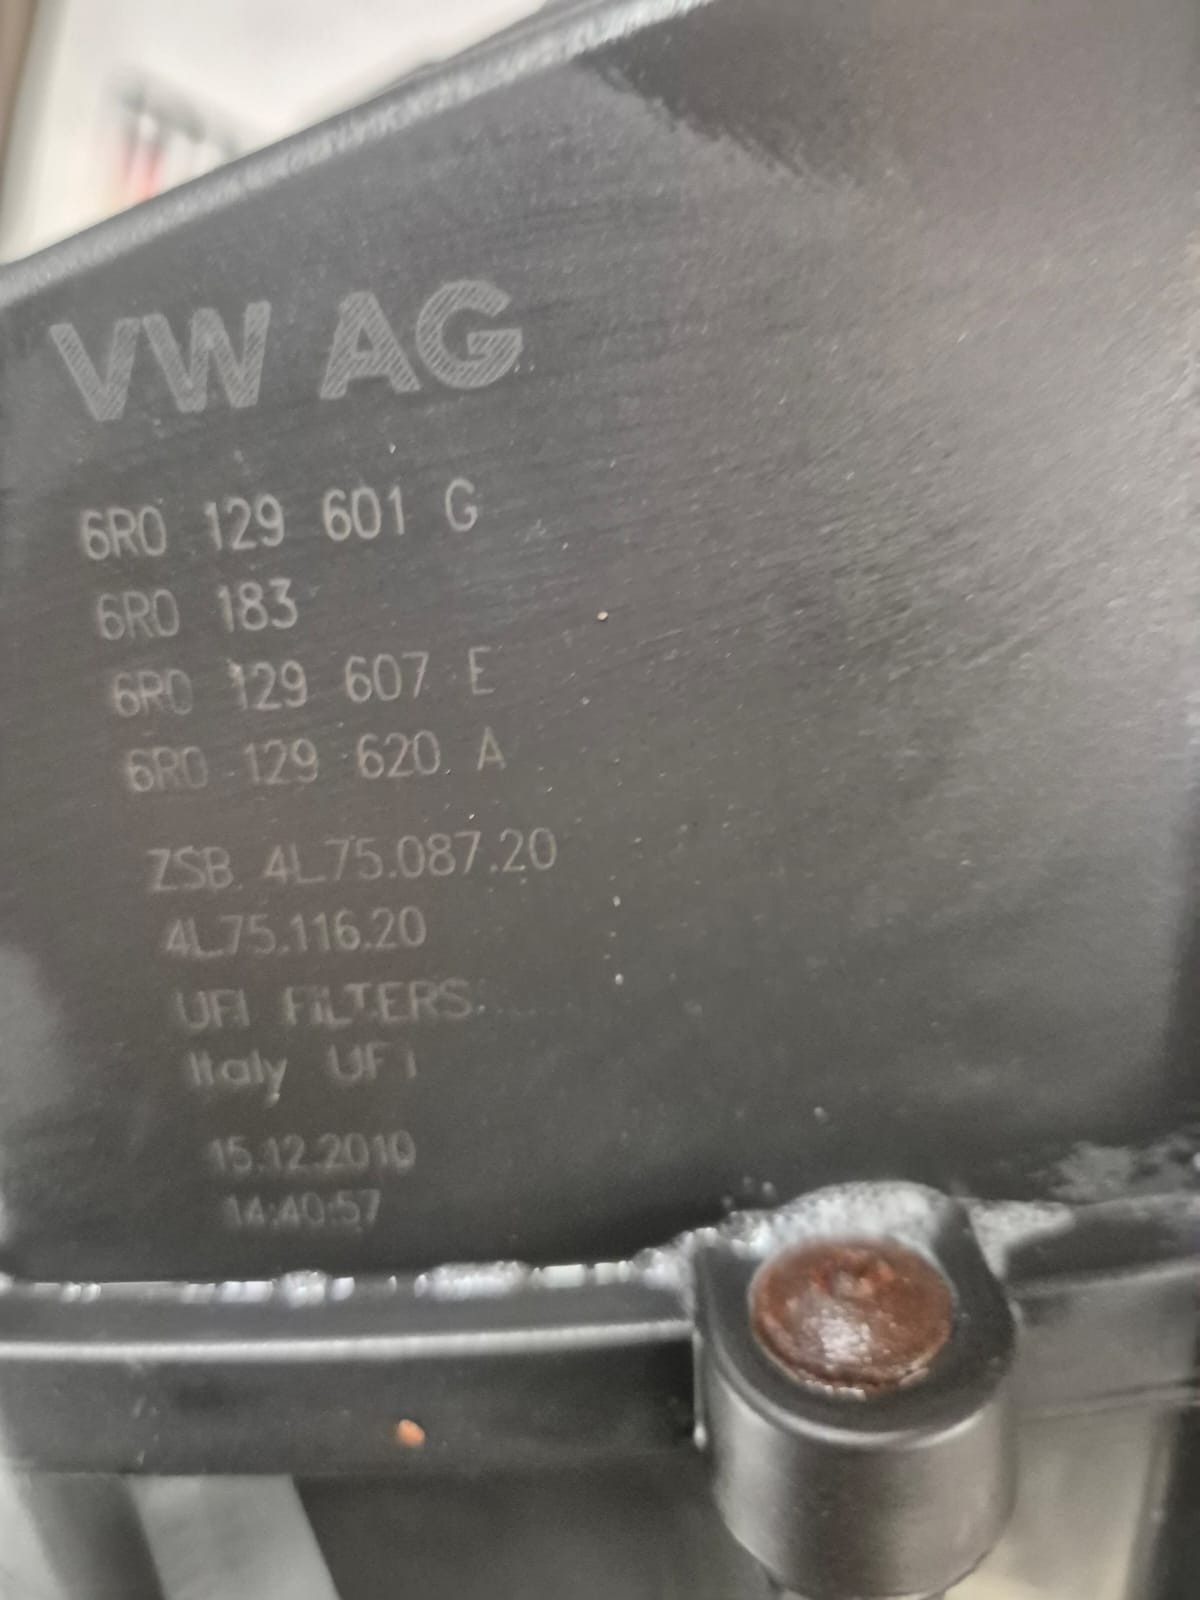 VW AG
6R0 129 601 G
6R0 183
6R0 129 607 E
6R0 129 620 A
ZSB 4L75.087.20
4L75.116.20
UFI FILTERS
Italy UFI
15.12.2010
14:40:57